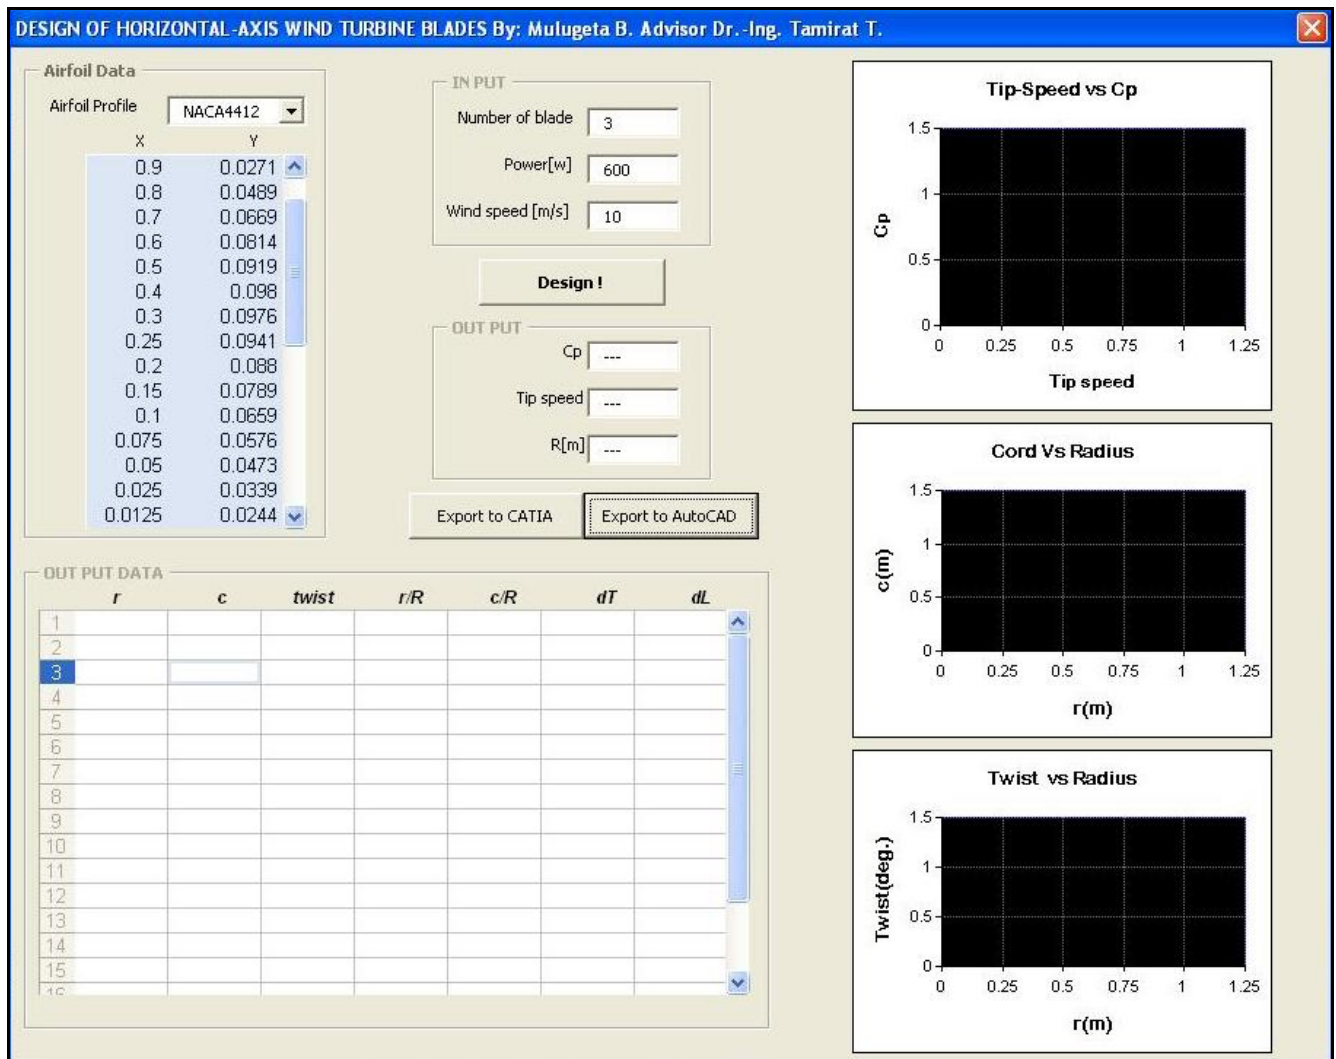 DESIGN OF HORIZONTAL-AXIS WIND TURBINE BLADES By: Mulugeta B. Advisor Dr.-Ing. Tamirat T.
Airfoil Data
Airfoil Profile NACA4412
X Y
0.9 0.0271
0.8 0.0489
0.7 0.0669
0.6 0.0814
0.5 0.0919
0.4 0.098
0.3 0.0976
0.25 0.0941
0.2 0.088
0.15 0.0789
0.1 0.0659
0.075 0.0576
0.05 0.0473
0.025 0.0339
0.0125 0.0244
IN PUT
Number of blade 3
Power[w] 600
Wind speed [m/s] 10
Design !
OUT PUT
Cp ---
Tip speed ---
R[m] ---
Export to CATIA Export to AutoCAD
OUT PUT DATA
r c twist r/R c/R dT dL
1
2
3
4
5
6
7
8
9
10
11
12
13
14
15
16
Tip-Speed vs Cp
1.5
1
0.5
0
Cp
0 0.25 0.5 0.75 1 1.25
Tip speed
Cord Vs Radius
1.5
1
0.5
0
c(m)
0 0.25 0.5 0.75 1 1.25
r(m)
Twist vs Radius
1.5
1
0.5
0
Twist(deg.)
0 0.25 0.5 0.75 1 1.25
r(m)